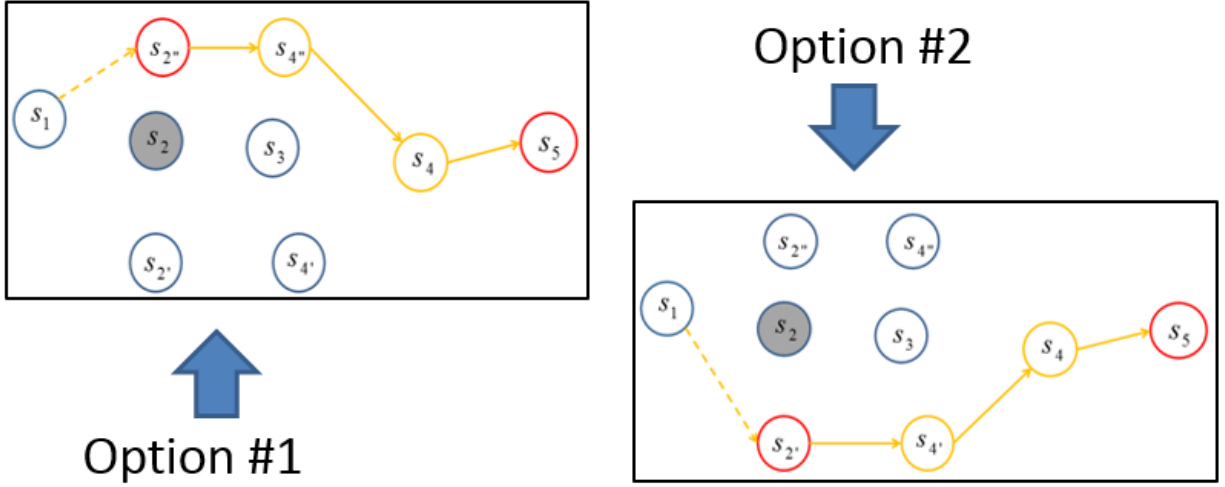 Option #2
s2" s4"
s1 s2 s3 s4 s5
s2' s4'
Option #1
s2" s4"
s1 s2 s3 s4 s5
s2' s4'